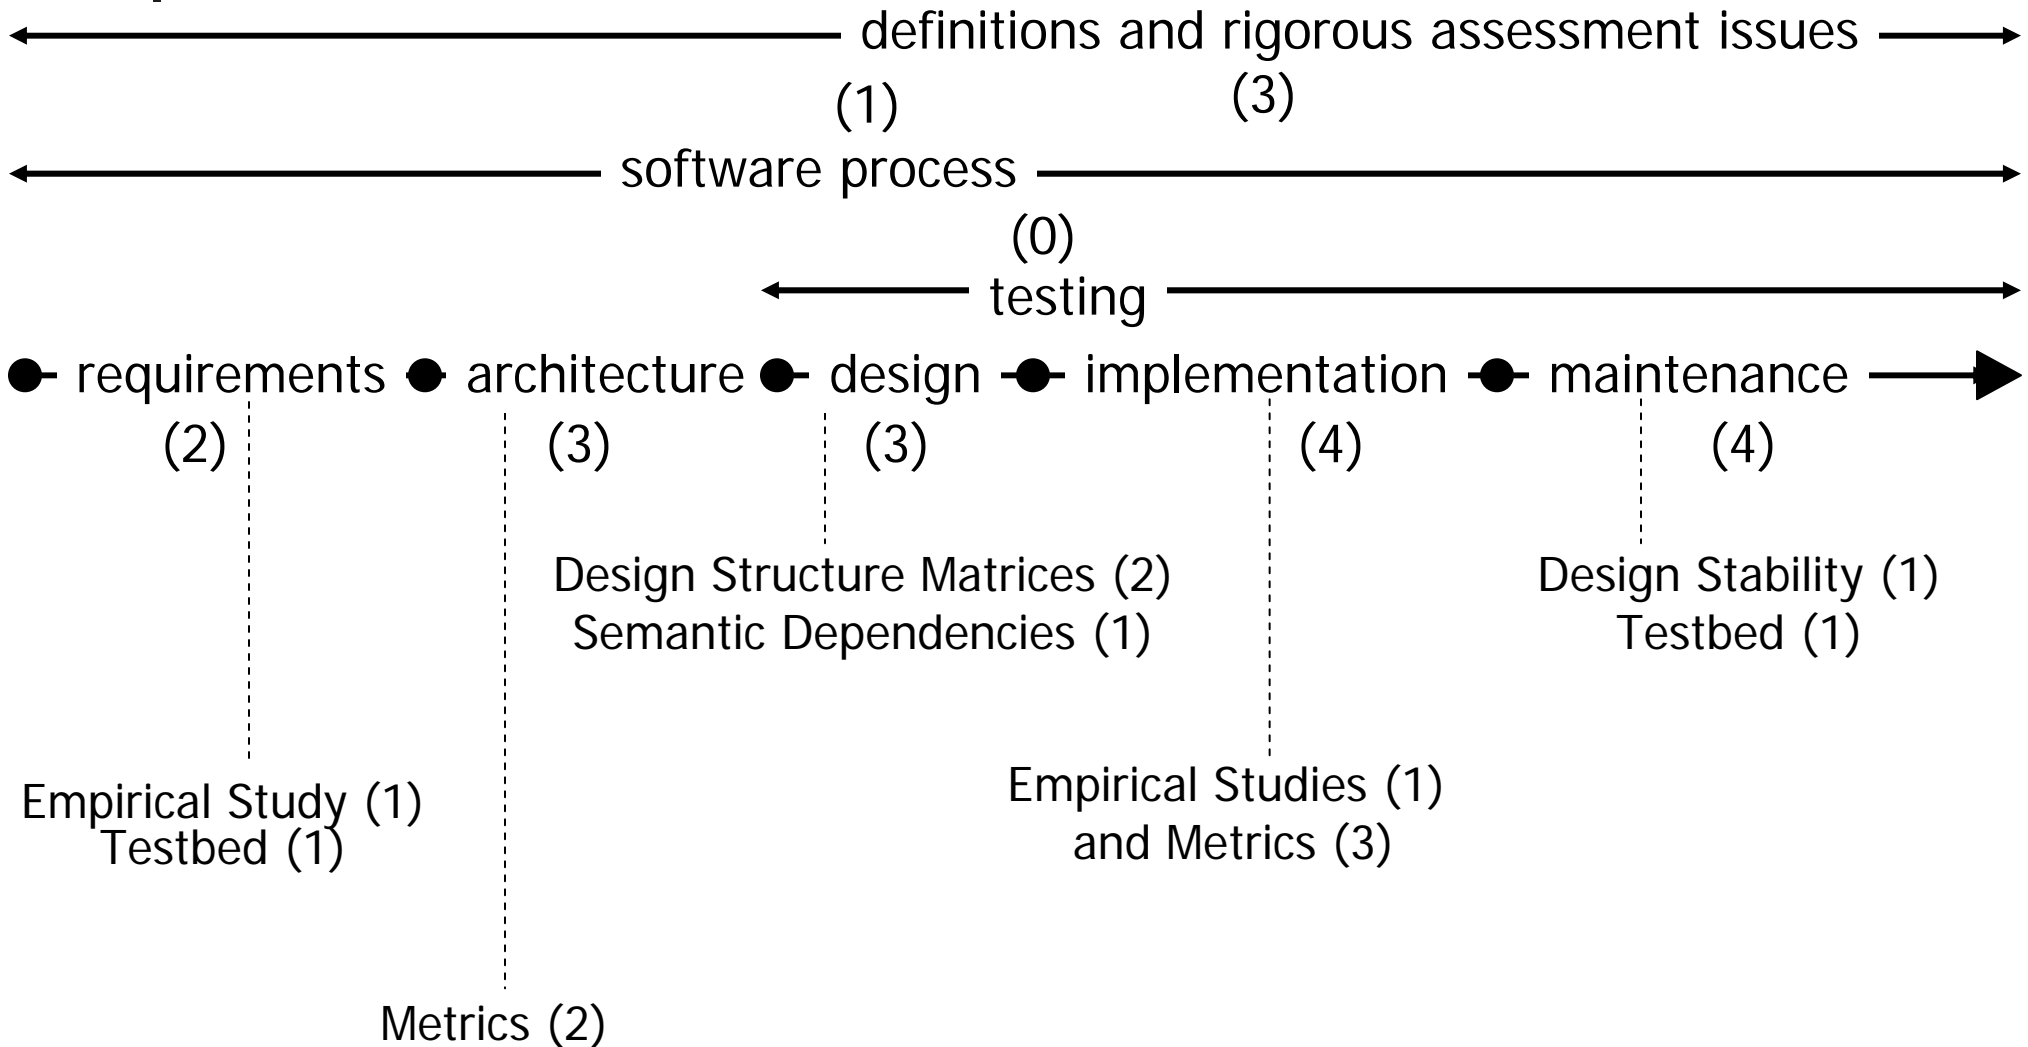 definitions and rigorous assessment issues
(1) (3)
software process
(0)
testing
requirements architecture design implementation maintenance
(2) (3) (3) (4) (4)
Design Structure Matrices (2)
Semantic Dependencies (1)
Design Stability (1)
Testbed (1)
Empirical Study (1)
Testbed (1)
Empirical Studies (1)
and Metrics (3)
Metrics (2)